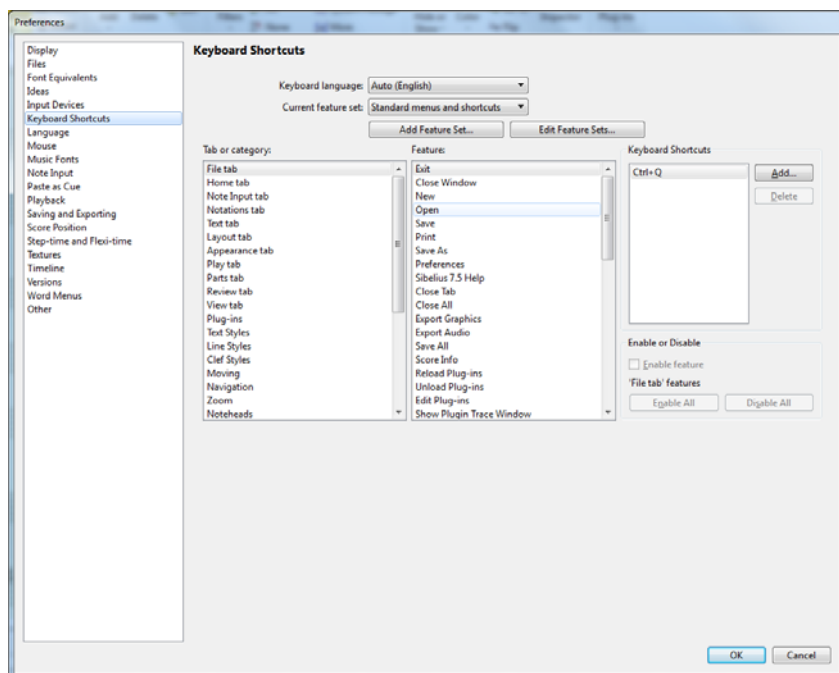 Preferences
Display
Files
Font Equivalents
Ideas
Input Devices
Keyboard Shortcuts
Language
Mouse
Music Fonts
Note Input
Paste as Cue
Playback
Saving and Exporting
Score Position
Step-time and Flexi-time
Textures
Timeline
Versions
Word Menus
Other
Keyboard Shortcuts
Keyboard language: Auto (English)
Current feature set: Standard menus and shortcuts
Add Feature Set... Edit Feature Sets...
Tab or category:
File tab
Home tab
Note Input tab
Notations tab
Text tab
Layout tab
Appearance tab
Play tab
Parts tab
Review tab
View tab
Plug-ins
Text Styles
Line Styles
Clef Styles
Moving
Navigation
Zoom
Noteheads
Feature:
Exit
Close Window
New
Open
Save
Print
Save As
Preferences
Sibelius 7.5 Help
Close Tab
Close All
Export Graphics
Export Audio
Save All
Score Info
Reload Plug-ins
Unload Plug-ins
Edit Plug-ins
Show Plugin Trace Window
Keyboard Shortcuts
Ctrl+Q
Add...
Delete
Enable or Disable
Enable feature
'File tab' features
Enable All Disable All
OK Cancel